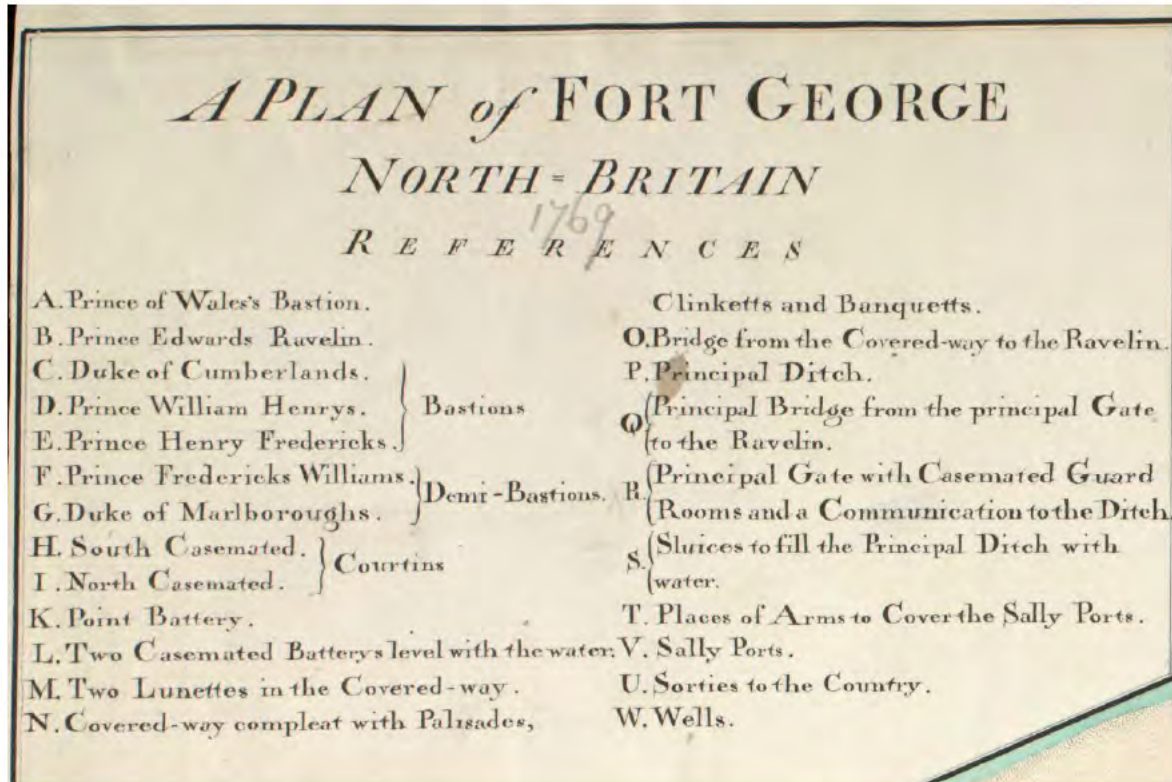 A PLAN of FORT GEORGE
NORTH = BRITAIN
1769
REFERENCES
A. Prince of Wales's Bastion.
B. Prince Edwards Ravelin.
C. Duke of Cumberlands.
D. Prince William Henrys.
E. Prince Henry Fredericks.
Bastions
F. Prince Fredericks Williams.
G. Duke of Marlboroughs.
Demi-Bastions.
H. South Casemated.
I. North Casemated.
Courtins
K. Point Battery.
L. Two Casemated Batterys level with the water.
M. Two Lunettes in the Covered-way.
N. Covered-way compleat with Palisades,
Clinketts and Banquetts.
O. Bridge from the Covered-way to the Ravelin.
P. Principal Ditch.
Q. Principal Bridge from the principal Gate
to the Ravelin.
R. Principal Gate with Casemated Guard
Rooms and a Communication to the Ditch
S. Sluices to fill the Principal Ditch with
water.
T. Places of Arms to Cover the Sally Ports.
V. Sally Ports.
U. Sorties to the Country.
W. Wells.